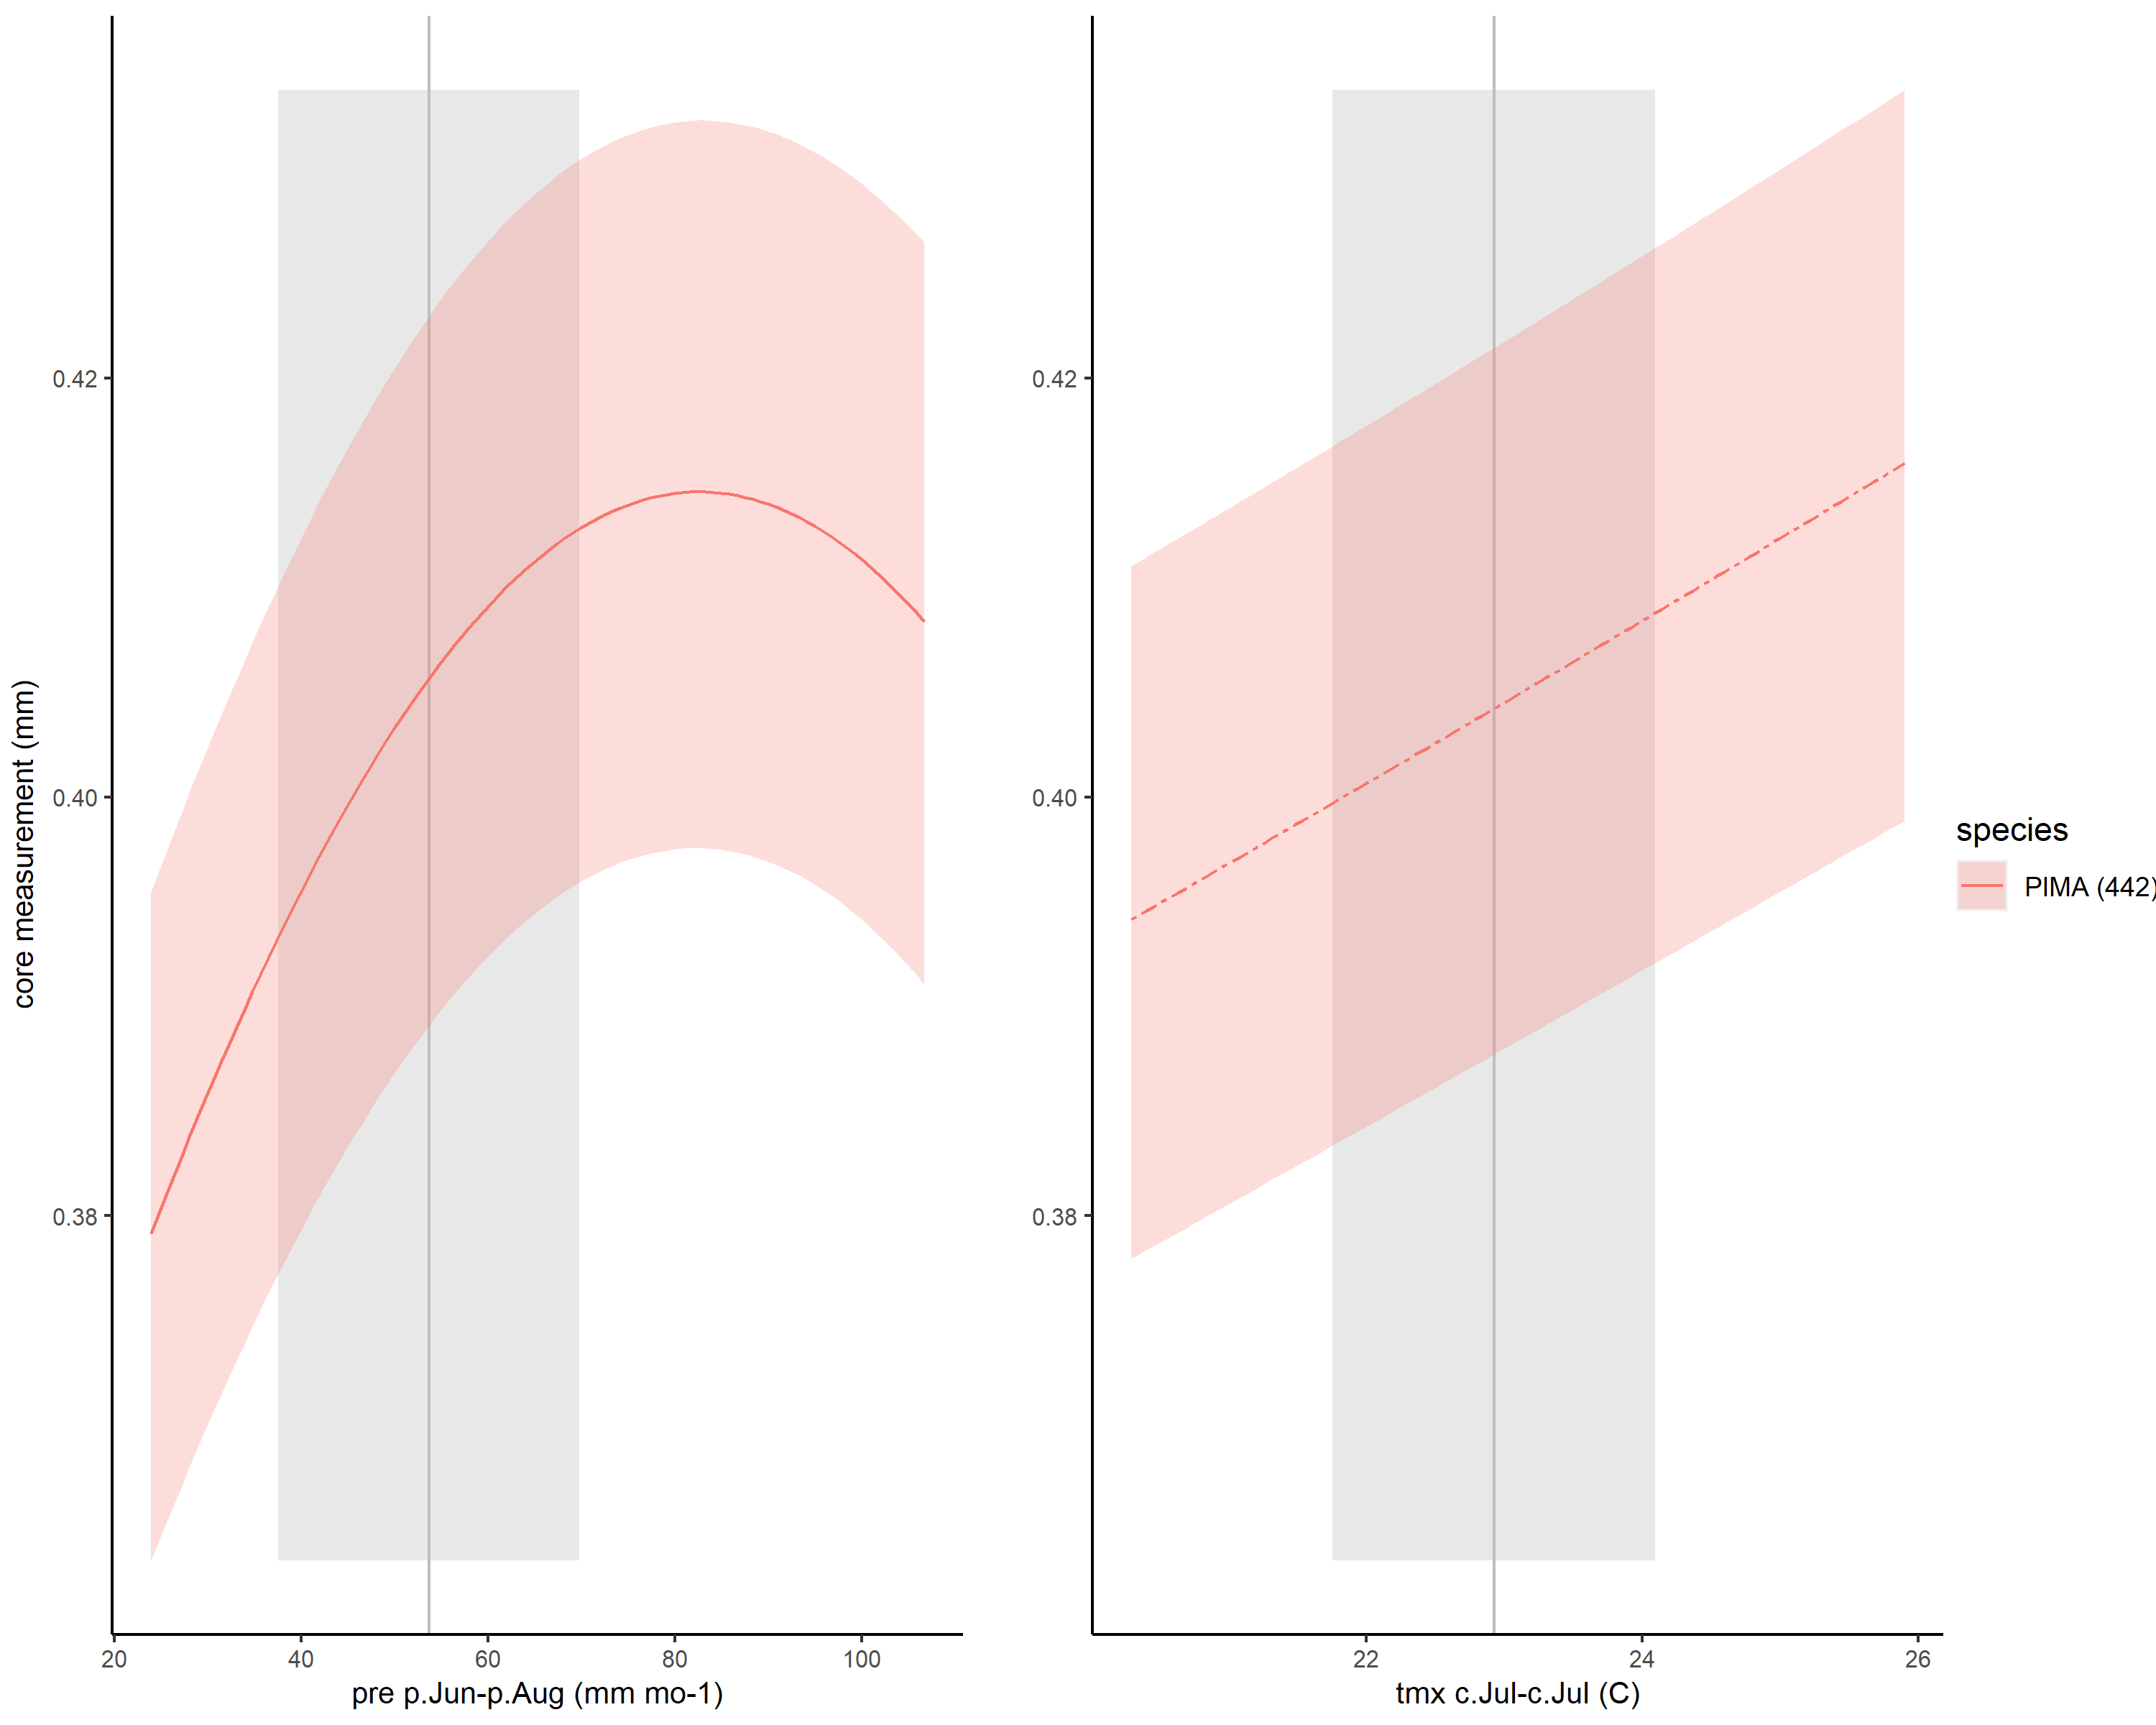 core measurement (mm)
0.42
0.40
0.38
20 40 60 80 100
pre p.Jun-p.Aug (mm mo-1)
0.42
0.40
0.38
22 24 26
tmx c.Jul-c.Jul (C)
species
PIMA (442)